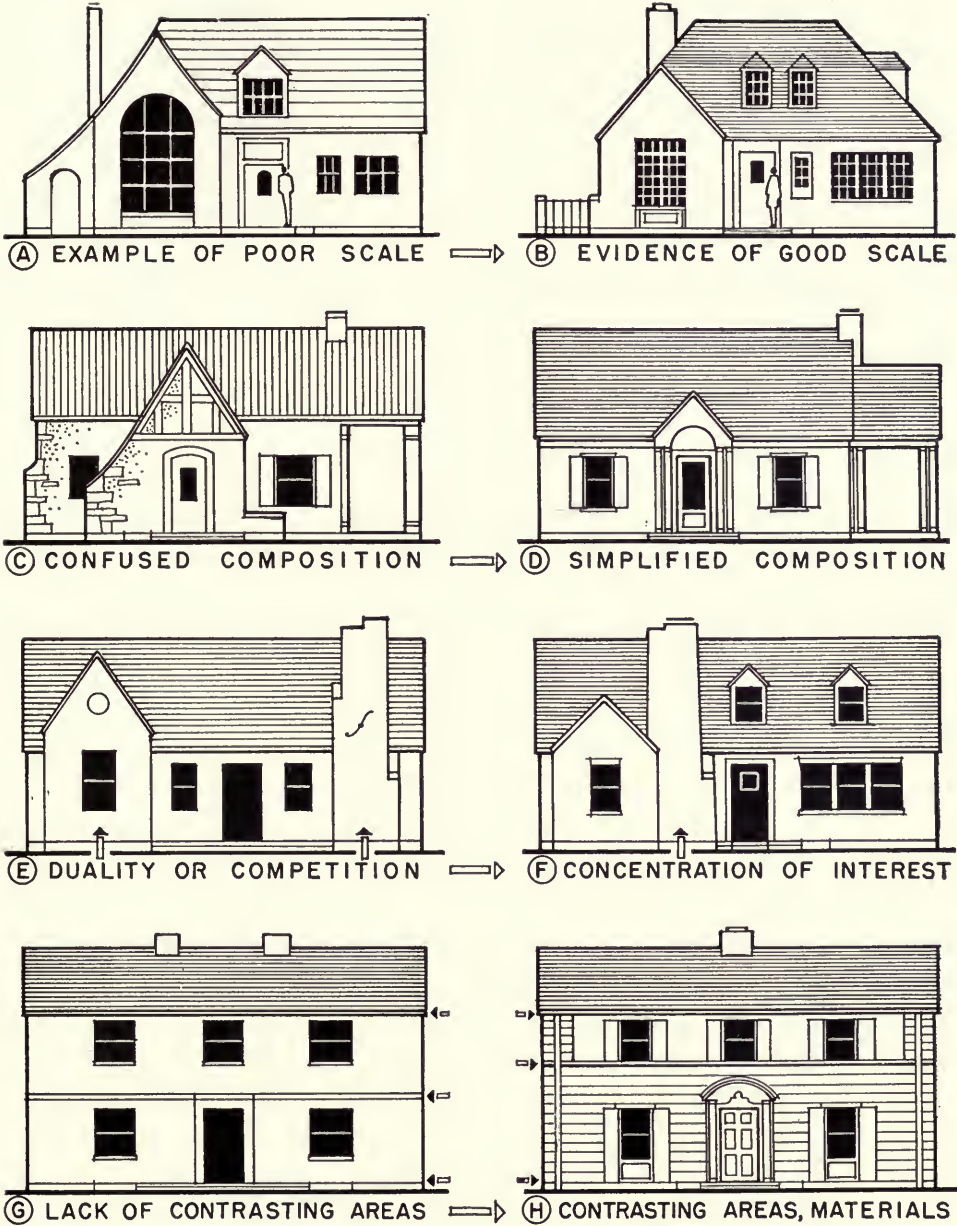 A EXAMPLE OF POOR SCALE
B EVIDENCE OF GOOD SCALE
C CONFUSED COMPOSITION
D SIMPLIFIED COMPOSITION
E DUALITY OR COMPETITION
F CONCENTRATION OF INTEREST
G LACK OF CONTRASTING AREAS
H CONTRASTING AREAS, MATERIALS